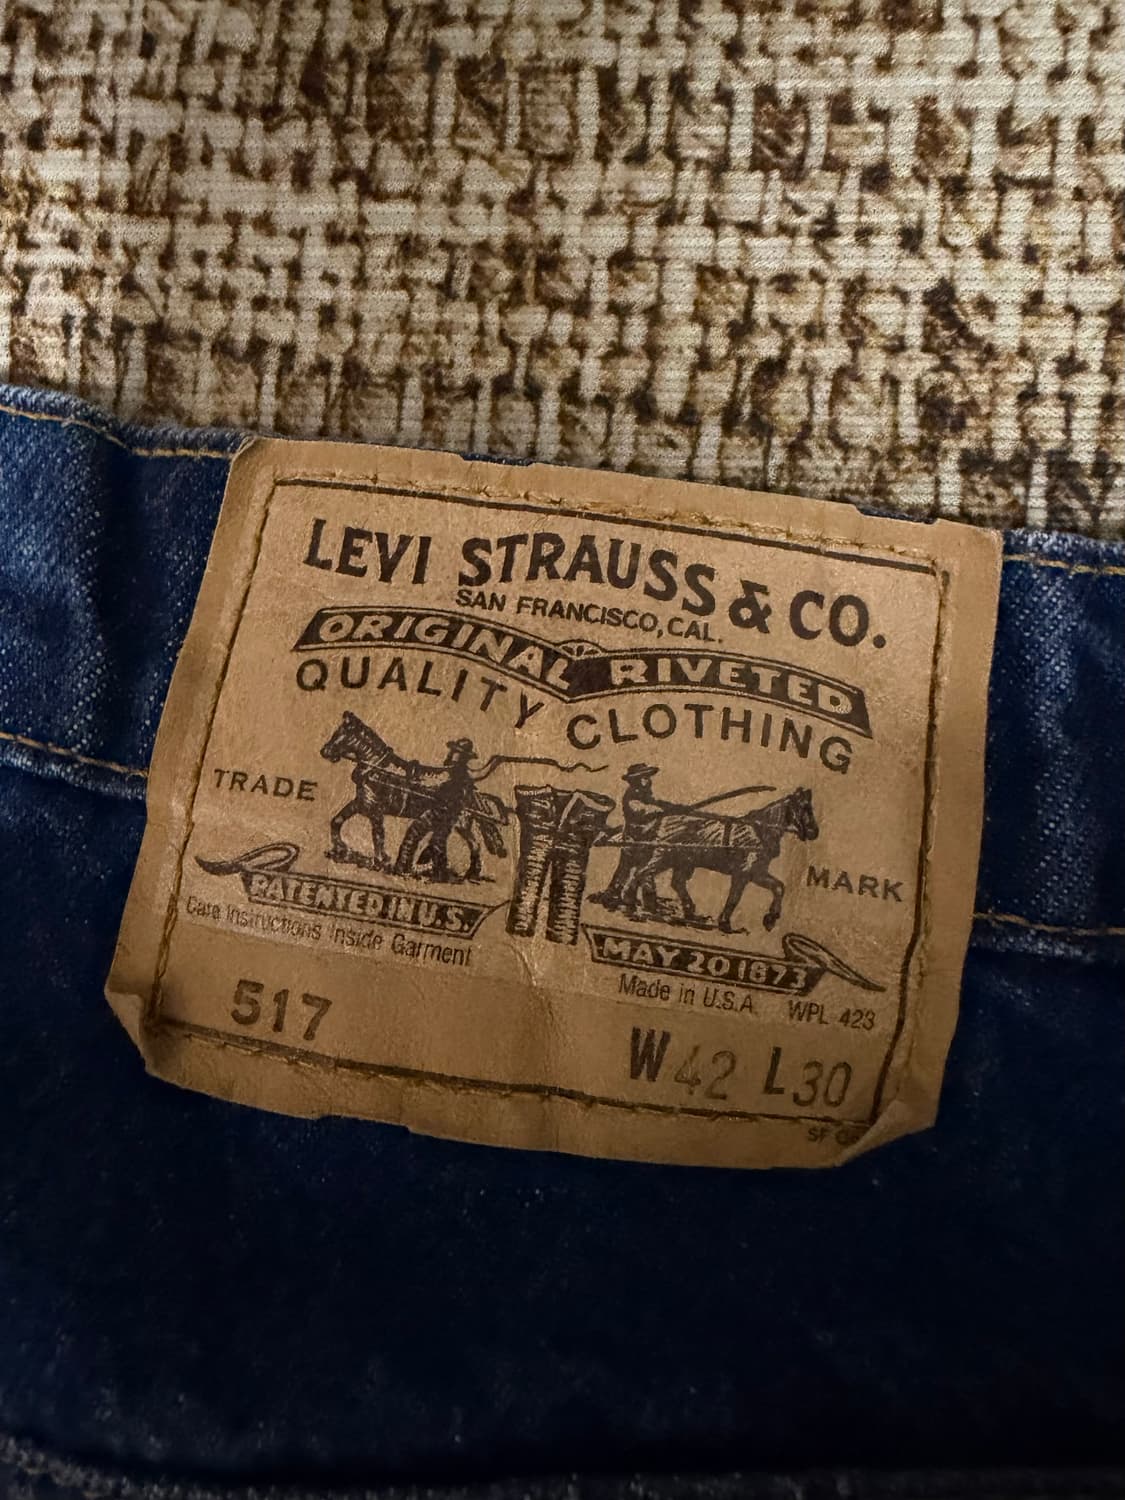 LEVI STRAUSS & CO.
SAN FRANCISCO, CAL.
ORIGINAL RIVETED
QUALITY CLOTHING
TRADE MARK
PATENTED IN U.S. MAY 20 1873
Care Instructions Inside Garment
Made in U.S.A. WPL 423
517 W42 L30
SF